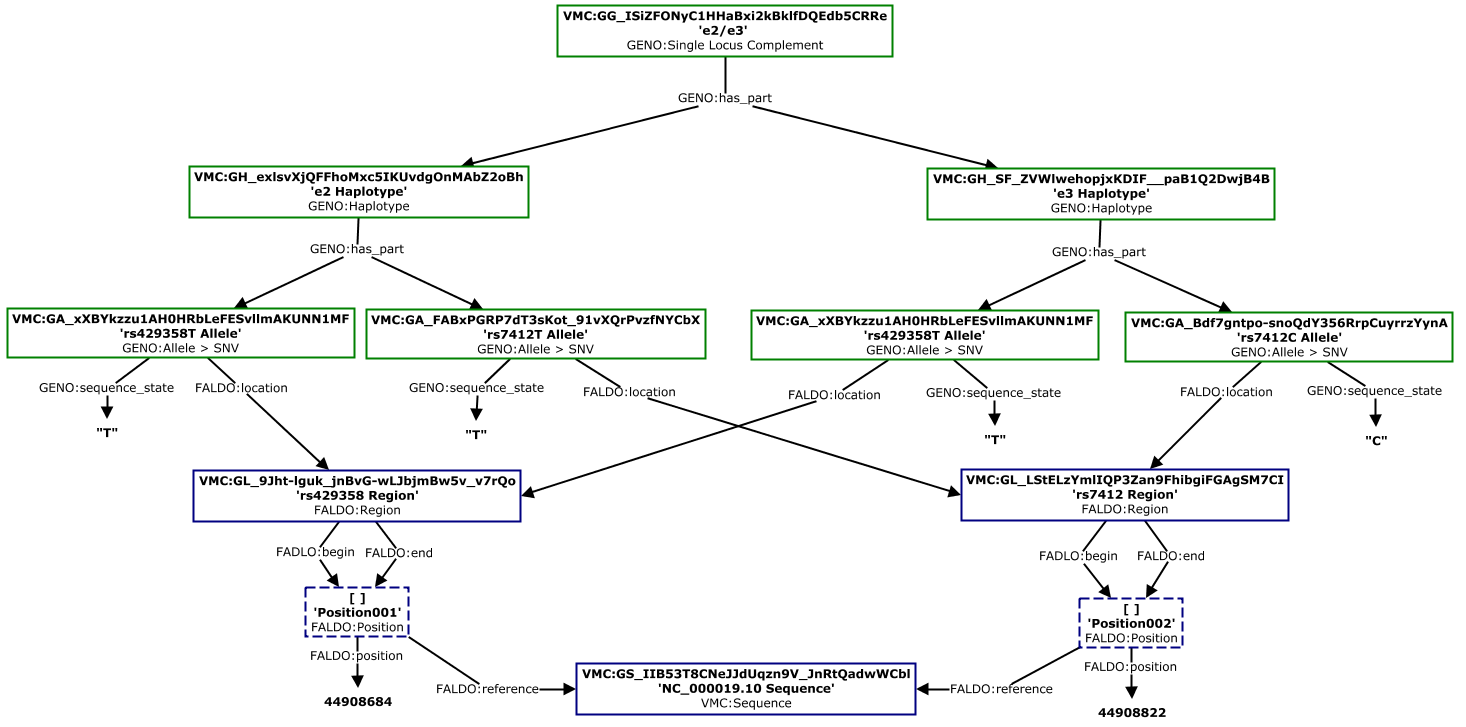 VMC:GG_ISiZFONyC1HHaBxi2kBklfDQEdb5CRRe
'e2/e3'
GENO:Single Locus Complement
GENO:has_part
VMC:GH_exlsvXjQFFhoMxc5IKUvdgOnMAbZ2oBh
'e2 Haplotype'
GENO:Haplotype
VMC:GH_SF_ZVWlwehopjxKDIF__paB1Q2DwjB4B
'e3 Haplotype'
GENO:Haplotype
GENO:has_part
GENO:has_part
VMC:GA_xXBYkzzu1AH0HRbLeFESvllmAKUNN1MF
'rs429358T Allele'
GENO:Allele > SNV
VMC:GA_FABxPGRP7dT3sKot_91vXQrPvzfNYCbX
'rs7412T Allele'
GENO:Allele > SNV
VMC:GA_xXBYkzzu1AH0HRbLeFESvllmAKUNN1MF
'rs429358T Allele'
GENO:Allele > SNV
VMC:GA_Bdf7gntpo-snoQdY356RrpCuyrrzYynA
'rs7412C Allele'
GENO:Allele > SNV
GENO:sequence_state
FALDO:location
GENO:sequence_state
FALDO:location
FALDO:location
GENO:sequence_state
FALDO:location
GENO:sequence_state
"T"
"T"
"T"
"C"
VMC:GL_9Jht-lguk_jnBvG-wLJbjmBw5v_v7rQo
'rs429358 Region'
FALDO:Region
VMC:GL_LStELzYmlIQP3Zan9FhibgiFGAgSM7CI
'rs7412 Region'
FALDO:Region
FADLO:begin
FALDO:end
FADLO:begin
FALDO:end
[ ]
'Position001'
FALDO:Position
[ ]
'Position002'
FALDO:Position
FALDO:position
FALDO:position
FALDO:reference
FALDO:reference
VMC:GS_IIB53T8CNeJJdUqzn9V_JnRtQadwWCbl
'NC_000019.10 Sequence'
VMC:Sequence
44908684
44908822